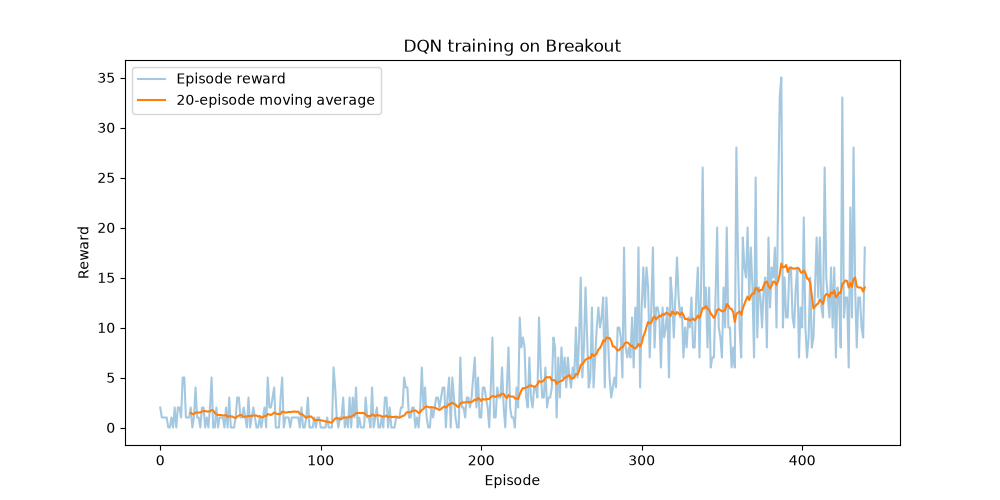 DQN training on Breakout
Episode reward
20-episode moving average
Reward
35
30
25
20
15
10
5
0
0 100 200 300 400
Episode